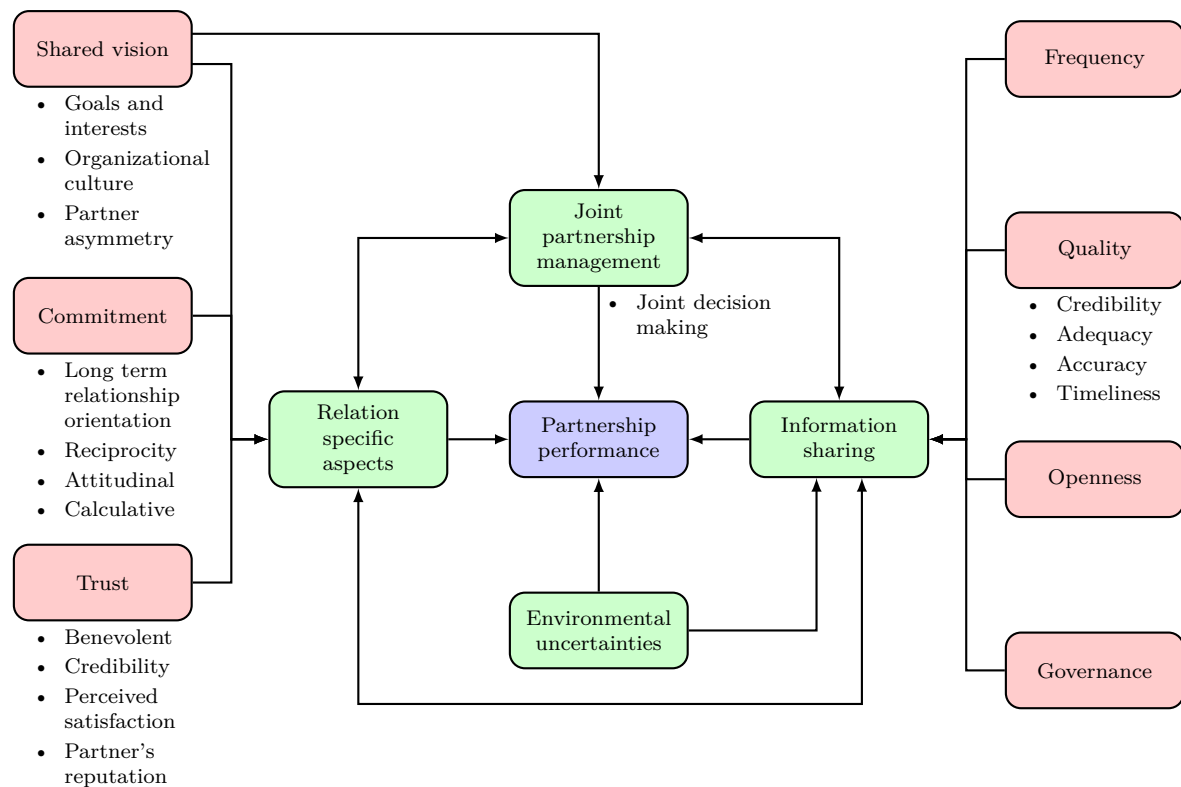 Shared vision
• Goals and
interests
• Organizational
culture
• Partner
asymmetry
Commitment
• Long term
relationship
orientation
• Reciprocity
• Attitudinal
• Calculative
Trust
• Benevolent
• Credibility
• Perceived
satisfaction
• Partner's
reputation
Joint
partnership
management
• Joint decision
making
Relation
specific
aspects
Partnership
performance
Information
sharing
Environmental
uncertainties
Frequency
Quality
• Credibility
• Adequacy
• Accuracy
• Timeliness
Openness
Governance